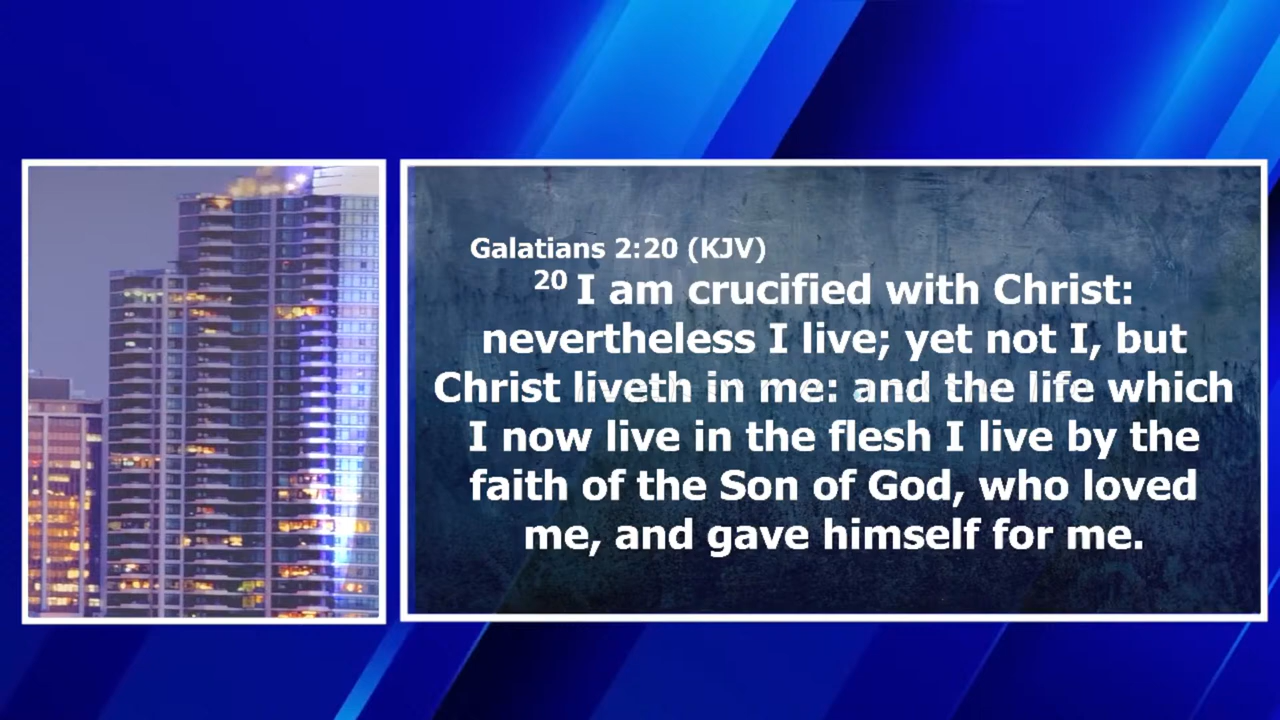 Galatians 2:20 (KJV)
20 I am crucified with Christ:
nevertheless I live; yet not I, but
Christ liveth in me: and the life which
I now live in the flesh I live by the
faith of the Son of God, who loved
me, and gave himself for me.